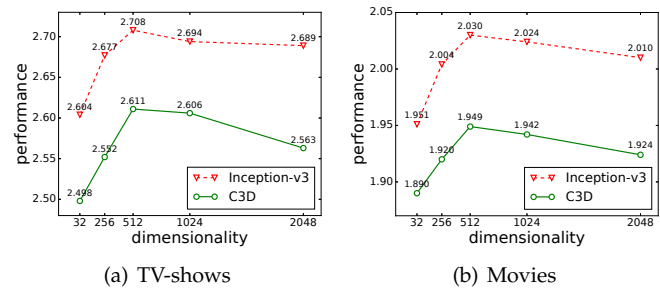 2.70
2.65
2.60
2.55
2.50
performance
2.604
2.677
2.708
2.694
2.689
2.498
2.552
2.611
2.606
2.563
Inception-v3
C3D
32 256 512 1024 2048
dimensionality
(a) TV-shows
2.05
2.00
1.95
1.90
performance
1.951
2.004
2.030
2.024
2.010
1.890
1.920
1.949
1.942
1.924
Inception-v3
C3D
32 256 512 1024 2048
dimensionality
(b) Movies